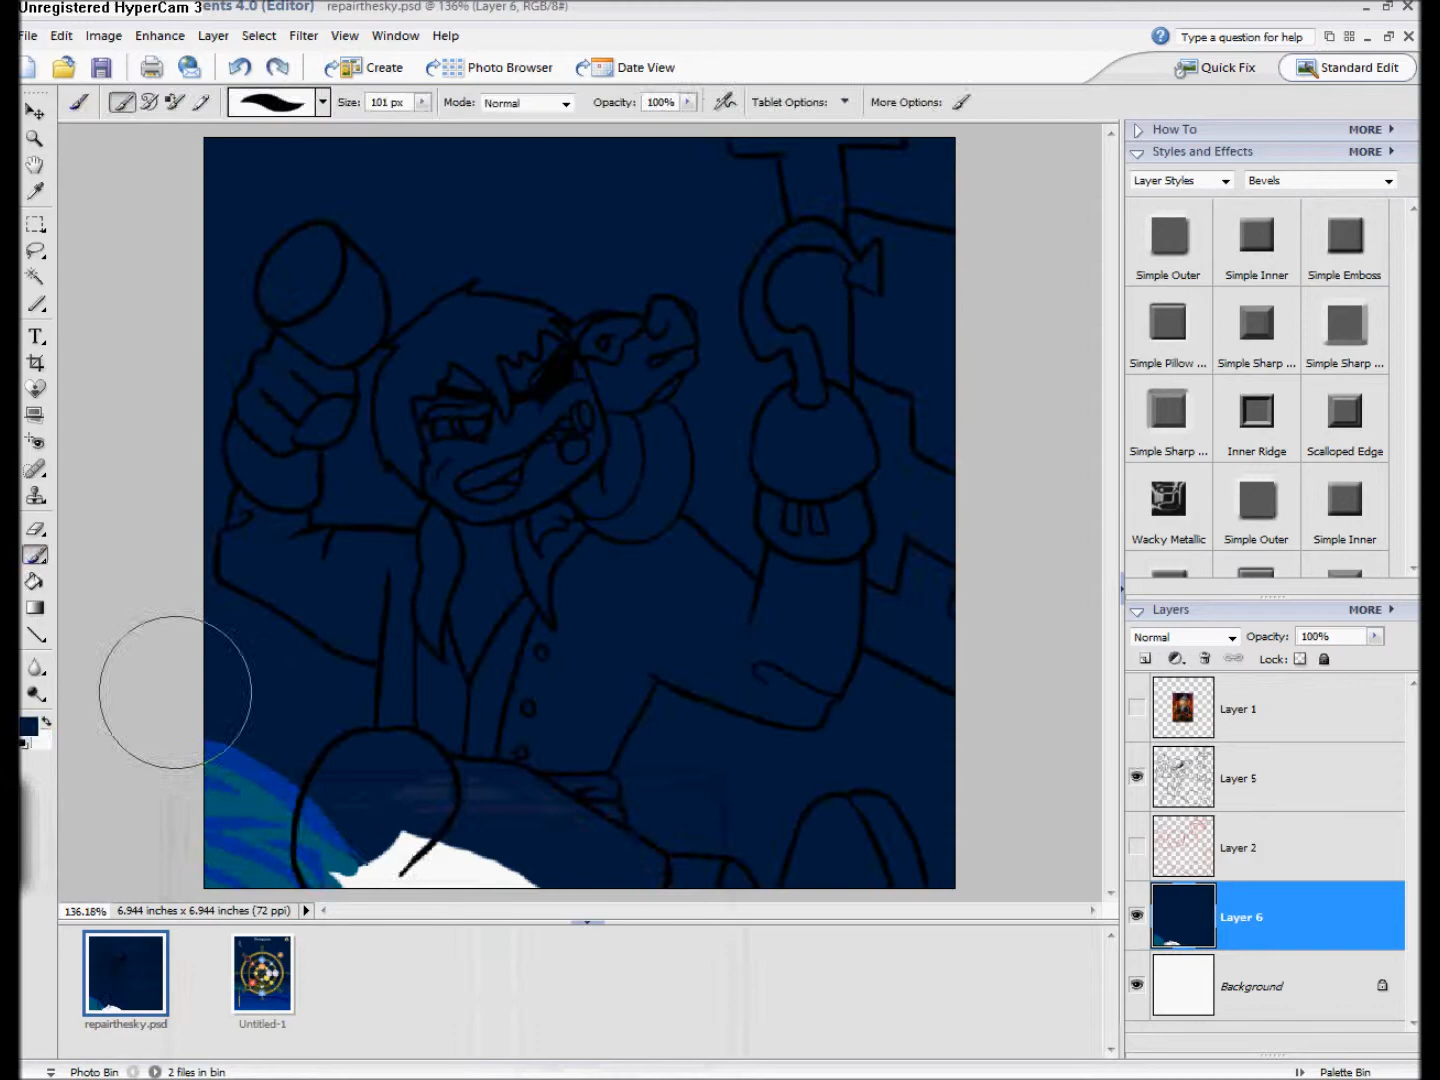 Unregistered HyperCam 3
ents 4.0 (Editor) repairthesky.psd @ 136% (Layer 6, RGB/8#)
File Edit Image Enhance Layer Select Filter View Window Help
Type a question for help
Create Photo Browser Date View
Quick Fix Standard Edit
Size: 101 px Mode: Normal Opacity: 100% Tablet Options: More Options:
How To MORE
Styles and Effects MORE
Layer Styles Bevels
Simple Outer Simple Inner Simple Emboss
Simple Pillow ... Simple Sharp ... Simple Sharp ...
Simple Sharp ... Inner Ridge Scalloped Edge
Wacky Metallic Simple Outer Simple Inner
Layers MORE
Normal Opacity: 100%
Lock:
Layer 1
Layer 5
Layer 2
Layer 6
Background
136.18% 6.944 inches x 6.944 inches (72 ppi)
repairthesky.psd Untitled-1
Photo Bin 2 files in bin Palette Bin